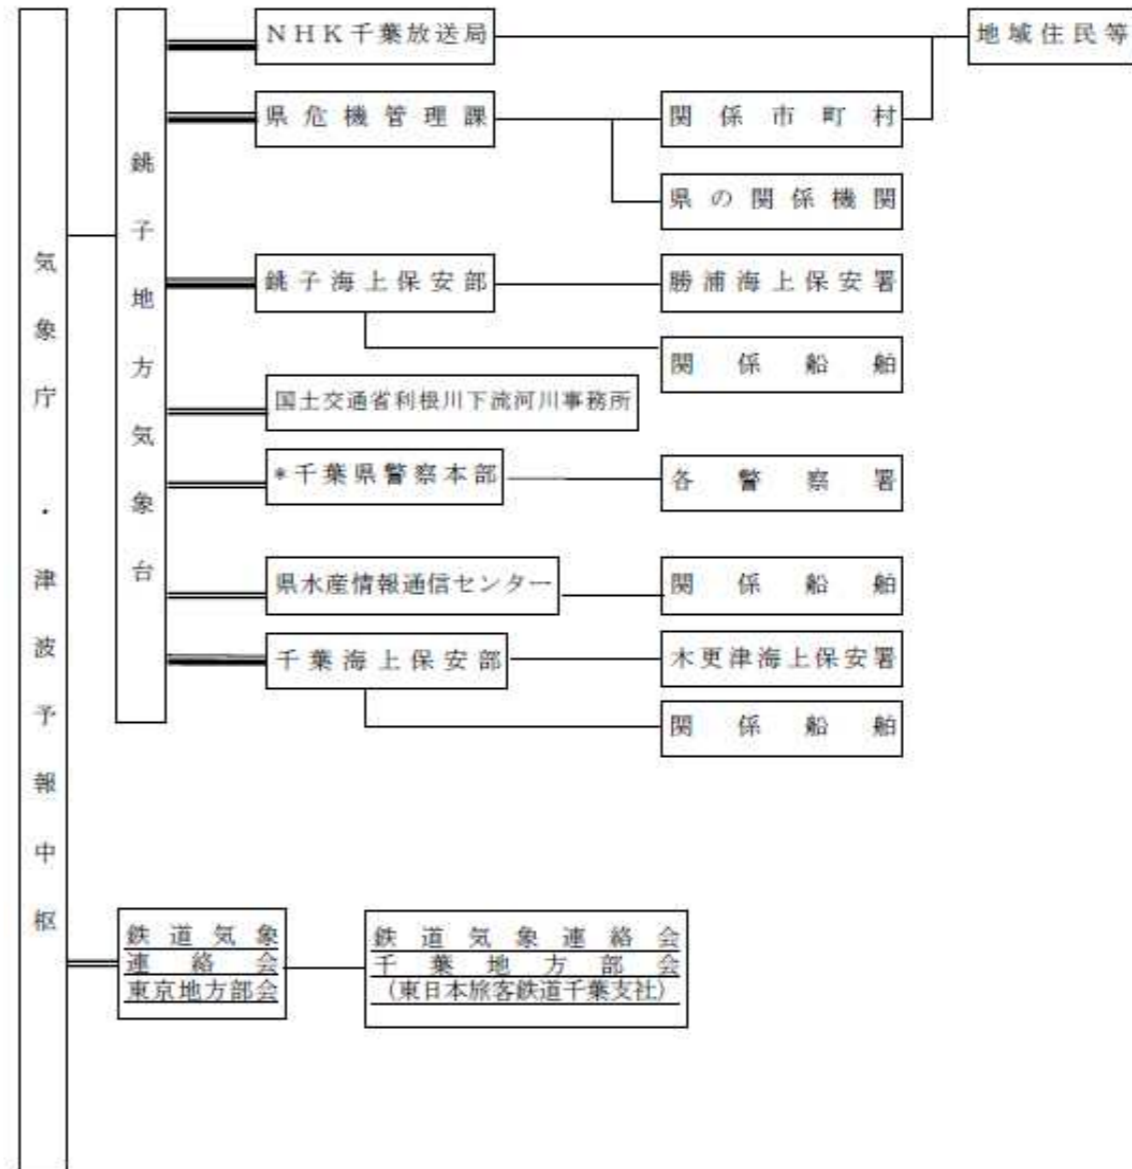 気象庁・津波予報中枢
銚子地方気象台
NHK千葉放送局
地域住民等
県危機管理課
関係市町村
県の関係機関
銚子海上保安部
勝浦海上保安署
関係船舶
国土交通省利根川下流河川事務所
*千葉県警察本部
各警察署
県水産情報通信センター
関係船舶
千葉海上保安部
木更津海上保安署
関係船舶
鉄道気象
連絡会
東京地方部会
鉄道気象連絡会
千葉地方部会
(東日本旅客鉄道千葉支社)